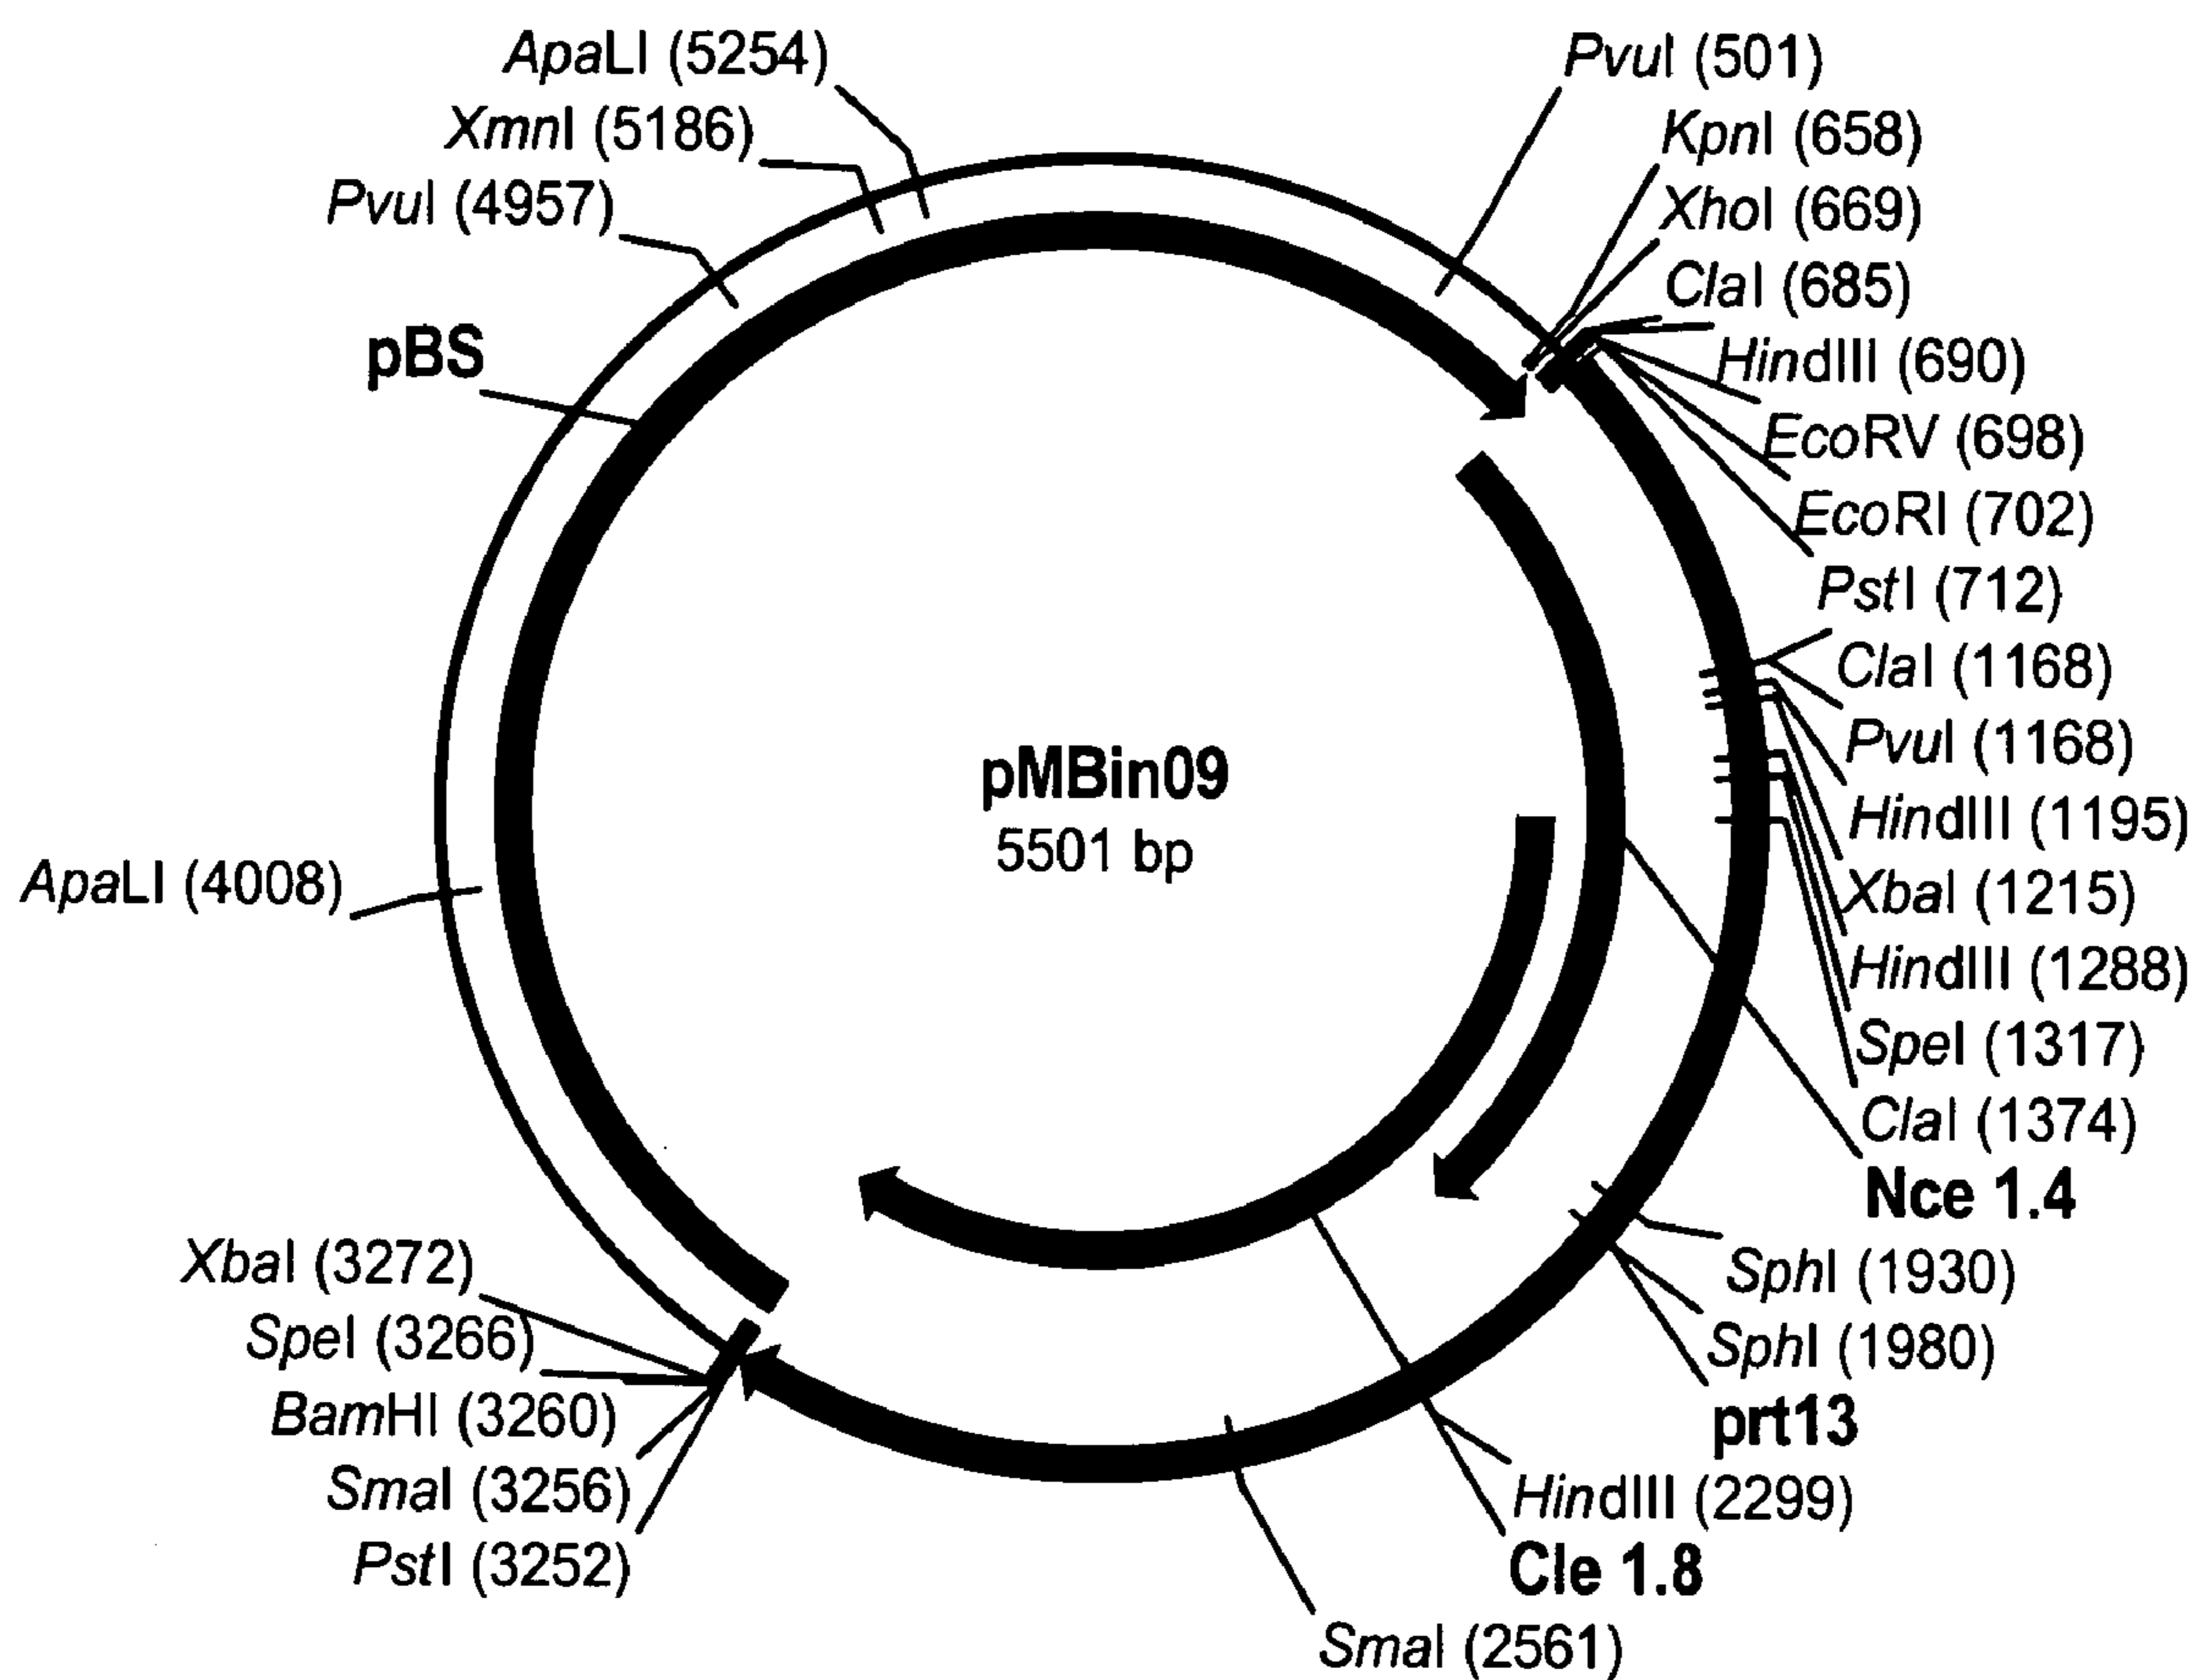 ApaLI (5254)
XmnI (5186)
PvuI (4957)
pBS
ApaLI (4008)
XbaI (3272)
SpeI (3266)
BamHI (3260)
SmaI (3256)
PstI (3252)
pMBin09
5501 bp
PvuI (501)
KpnI (658)
XhoI (669)
ClaI (685)
HindIII (690)
EcoRV (698)
EcoRI (702)
PstI (712)
ClaI (1168)
PvuI (1168)
HindIII (1195)
XbaI (1215)
HindIII (1288)
SpeI (1317)
ClaI (1374)
Nce 1.4
SphI (1930)
SphI (1980)
prt13
HindIII (2299)
Cle 1.8
SmaI (2561)